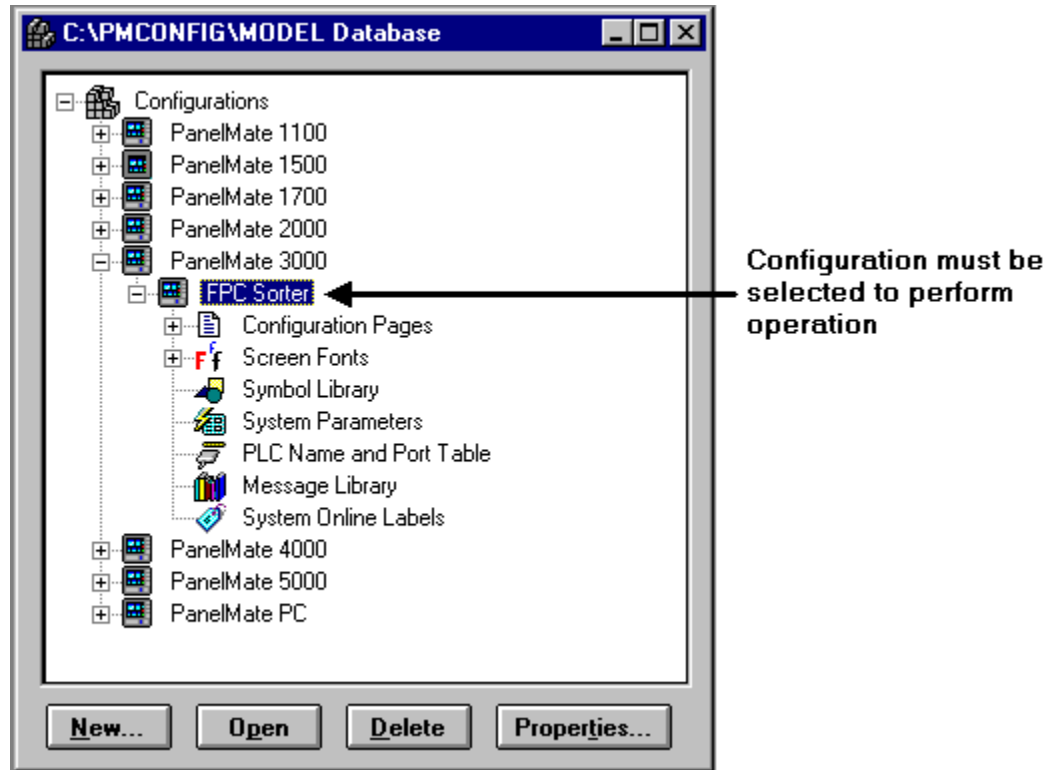 C:\PMCONFIG\MODEL Database
Configurations
PanelMate 1100
PanelMate 1500
PanelMate 1700
PanelMate 2000
PanelMate 3000
FPC Sorter
Configuration Pages
Screen Fonts
Symbol Library
System Parameters
PLC Name and Port Table
Message Library
System Online Labels
PanelMate 4000
PanelMate 5000
PanelMate PC
Configuration must be
selected to perform
operation
New...
Open
Delete
Properties...